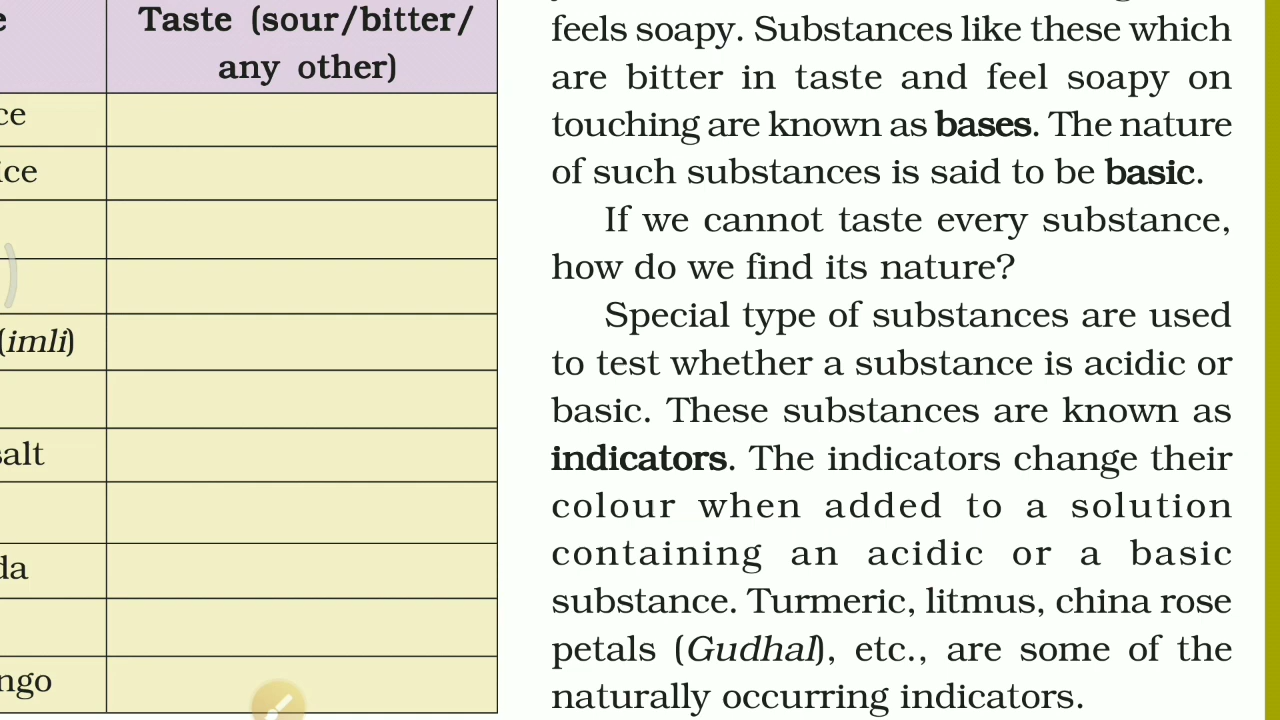 Taste (sour/bitter/
any other)
ce
ice
(imli)
salt
da
ngo
feels soapy. Substances like these which
are bitter in taste and feel soapy on
touching are known as bases. The nature
of such substances is said to be basic.
If we cannot taste every substance,
how do we find its nature?
Special type of substances are used
to test whether a substance is acidic or
basic. These substances are known as
indicators. The indicators change their
colour when added to a solution
containing an acidic or a basic
substance. Turmeric, litmus, china rose
petals (Gudhal), etc., are some of the
naturally occurring indicators.